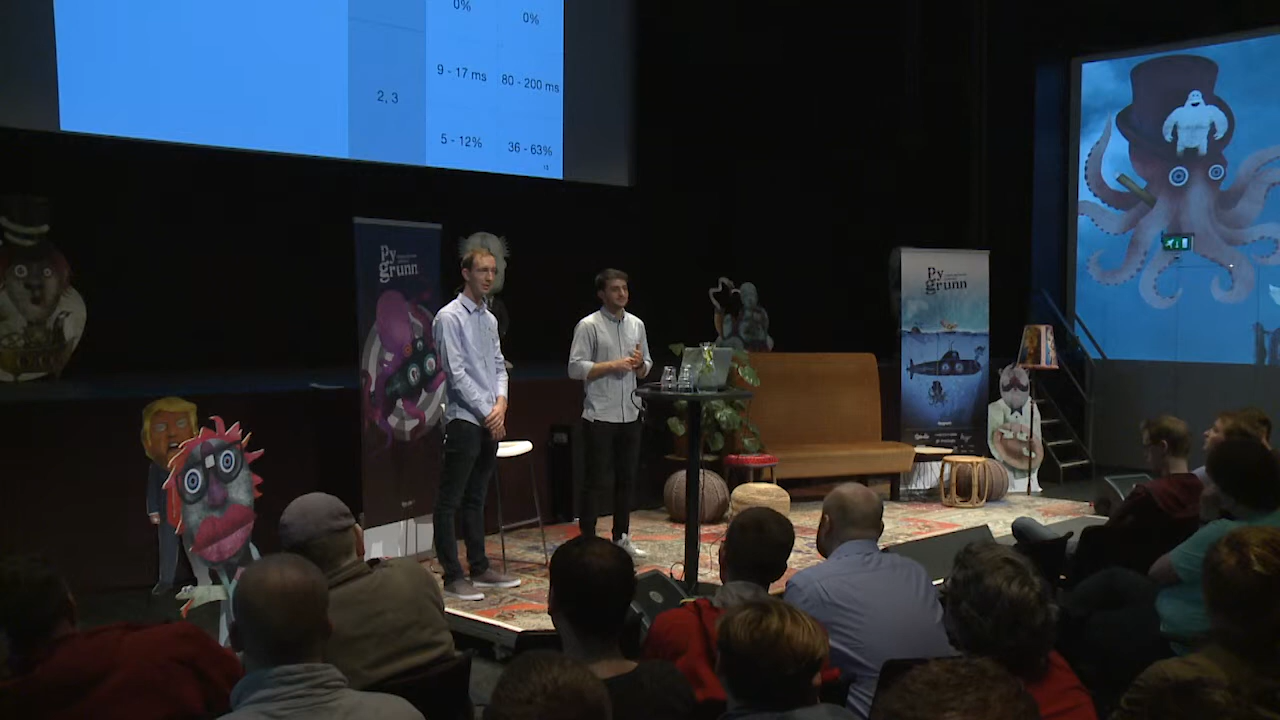 0%
0%
9 - 17 ms
80 - 200 ms
2, 3
5 - 12%
36 - 63%
Py
grunn
Py
grunn